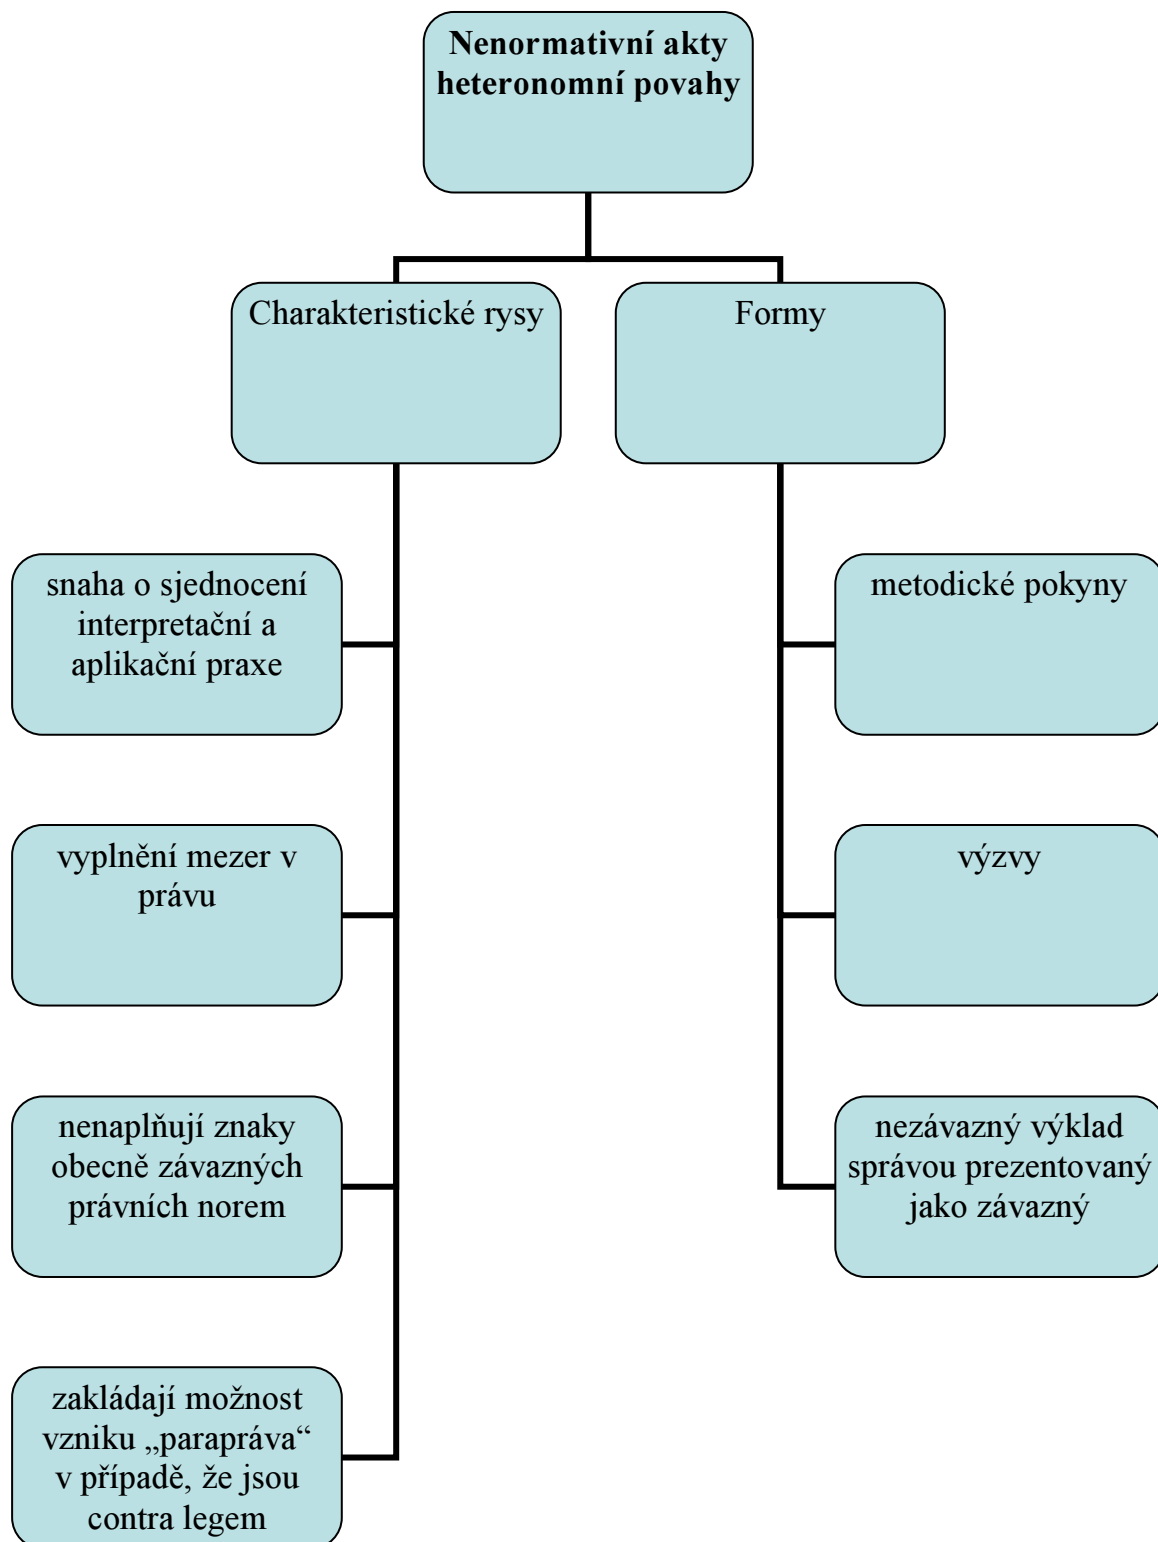 Nenormativní akty
heteronomní povahy
Charakteristické rysy
Formy
snaha o sjednocení
interpretační a
aplikační praxe
metodické pokyny
vyplnění mezer v
právu
výzvy
nenaplňují znaky
obecně závazných
právních norem
nezávazný výklad
správou prezentovaný
jako závazný
zakládají možnost
vzniku „parapráva“
v případě, že jsou
contra legem